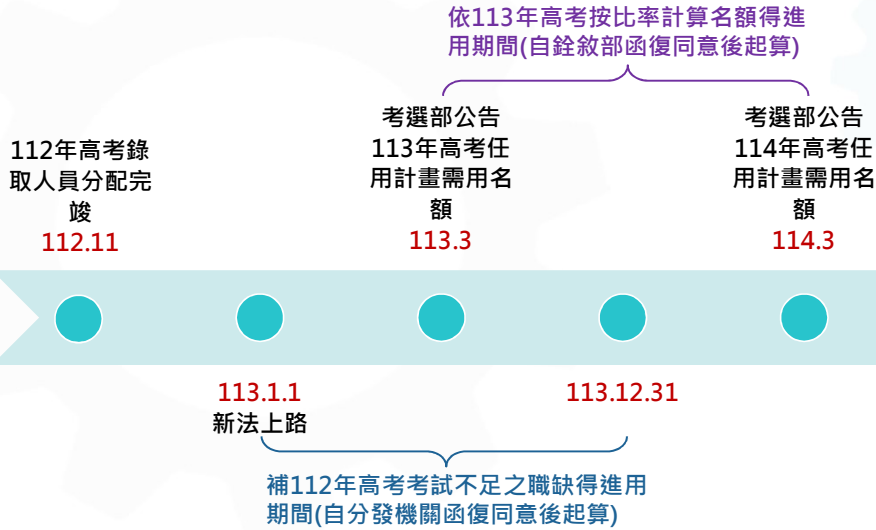 依113年高考按比率計算名額得進
用期間(自銓敘部函復同意後起算)
112年高考錄
取人員分配完
竣
112.11
考選部公告
113年高考任
用計畫需用名
額
113.3
考選部公告
114年高考任
用計畫需用名
額
114.3
113.1.1
新法上路
113.12.31
補112年高考考試不足之職缺得進用
期間(自分發機關函復同意後起算)